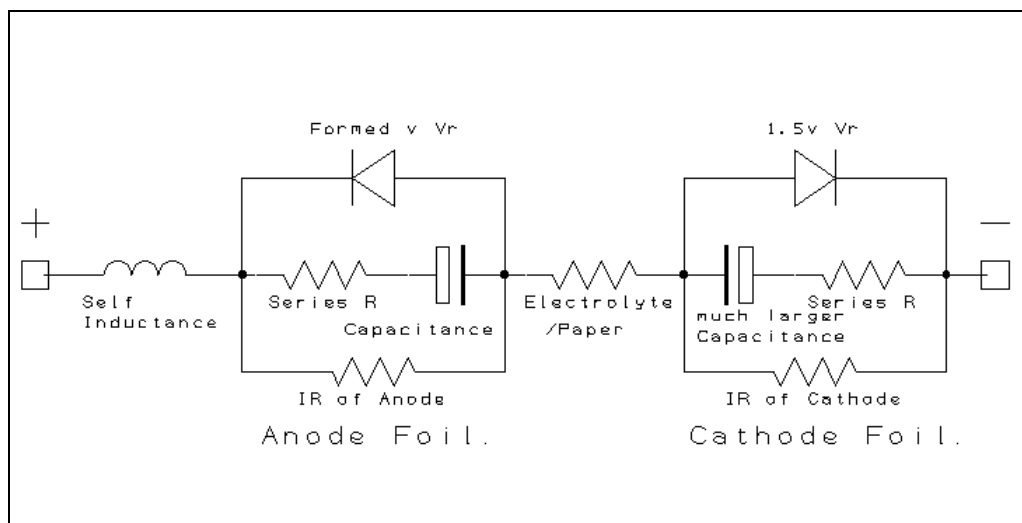 Formed v Vr
1.5v Vr
+
—
Self
Inductance
Series R
Capacitance
Electrolyte
/Paper
much larger
Capacitance
Series R
IR of Anode
IR of Cathode
Anode Foil.
Cathode Foil.